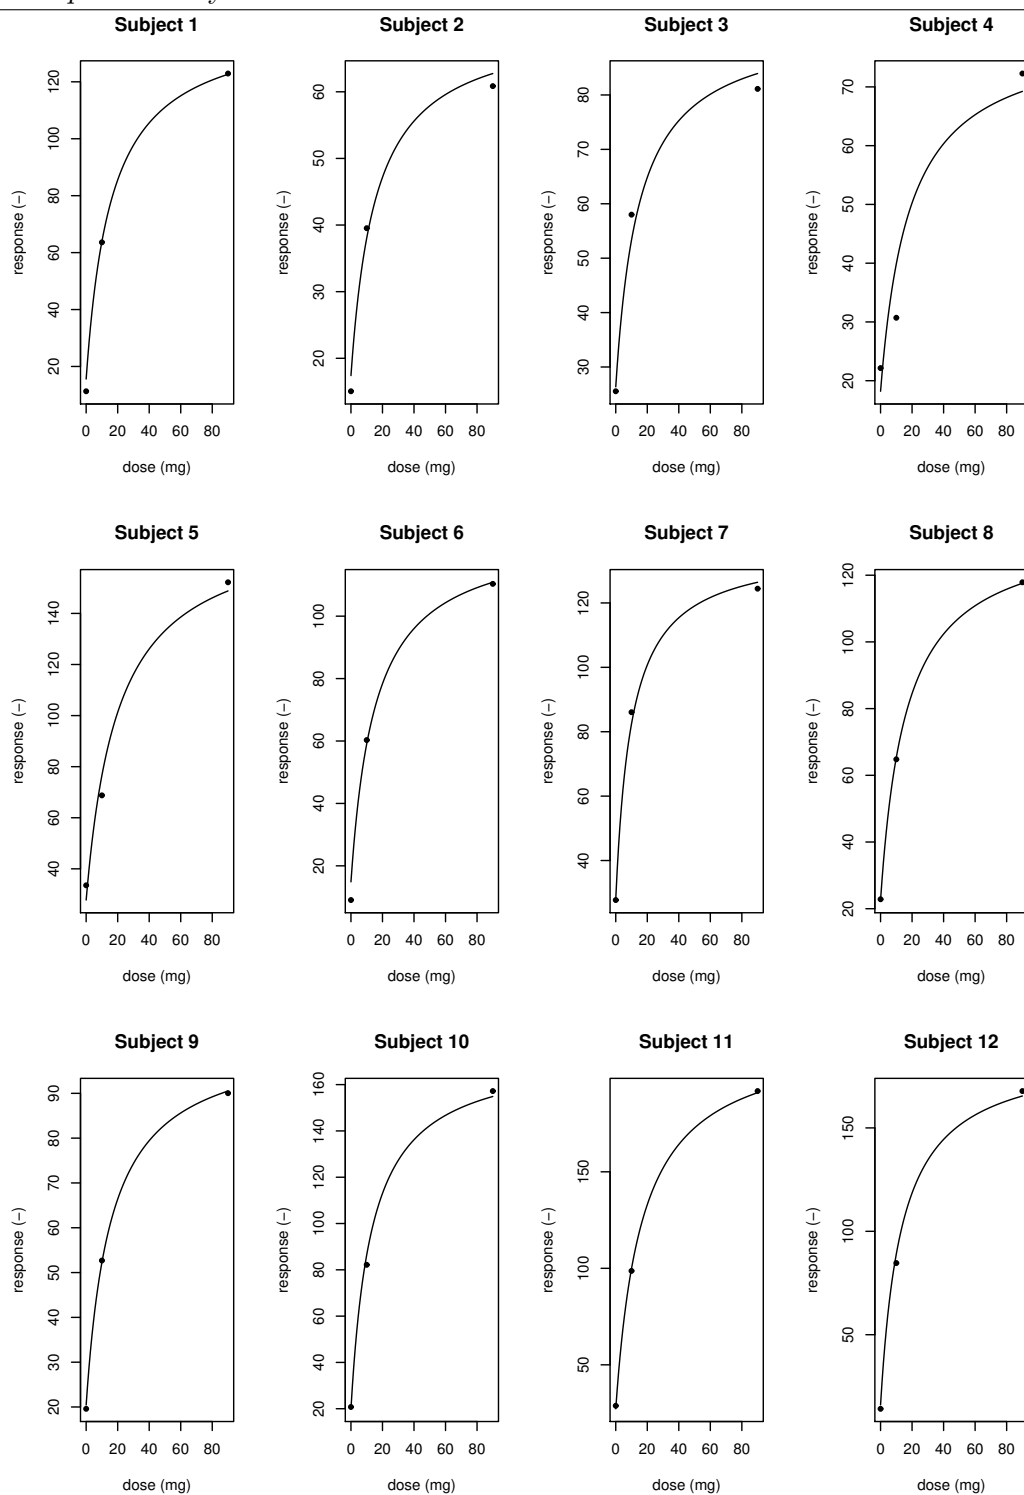 Subject 1 Subject 2 Subject 3 Subject 4
response (−) response (−) response (−) response (−)
20 40 60 80 100 120
20 30 40 50 60
30 40 50 60 70 80
20 30 40 50 60 70
0 20 40 60 80 0 20 40 60 80 0 20 40 60 80 0 20 40 60 80
dose (mg) dose (mg) dose (mg) dose (mg)
Subject 5 Subject 6 Subject 7 Subject 8
response (−) response (−) response (−) response (−)
40 60 80 100 120 140
20 40 60 80 100
40 60 80 100 120
20 40 60 80 100 120
0 20 40 60 80 0 20 40 60 80 0 20 40 60 80 0 20 40 60 80
dose (mg) dose (mg) dose (mg) dose (mg)
Subject 9 Subject 10 Subject 11 Subject 12
response (−) response (−) response (−) response (−)
20 30 40 50 60 70 80 90
20 40 60 80 100 120 140 160
50 100 150
50 100 150
0 20 40 60 80 0 20 40 60 80 0 20 40 60 80 0 20 40 60 80
dose (mg) dose (mg) dose (mg) dose (mg)